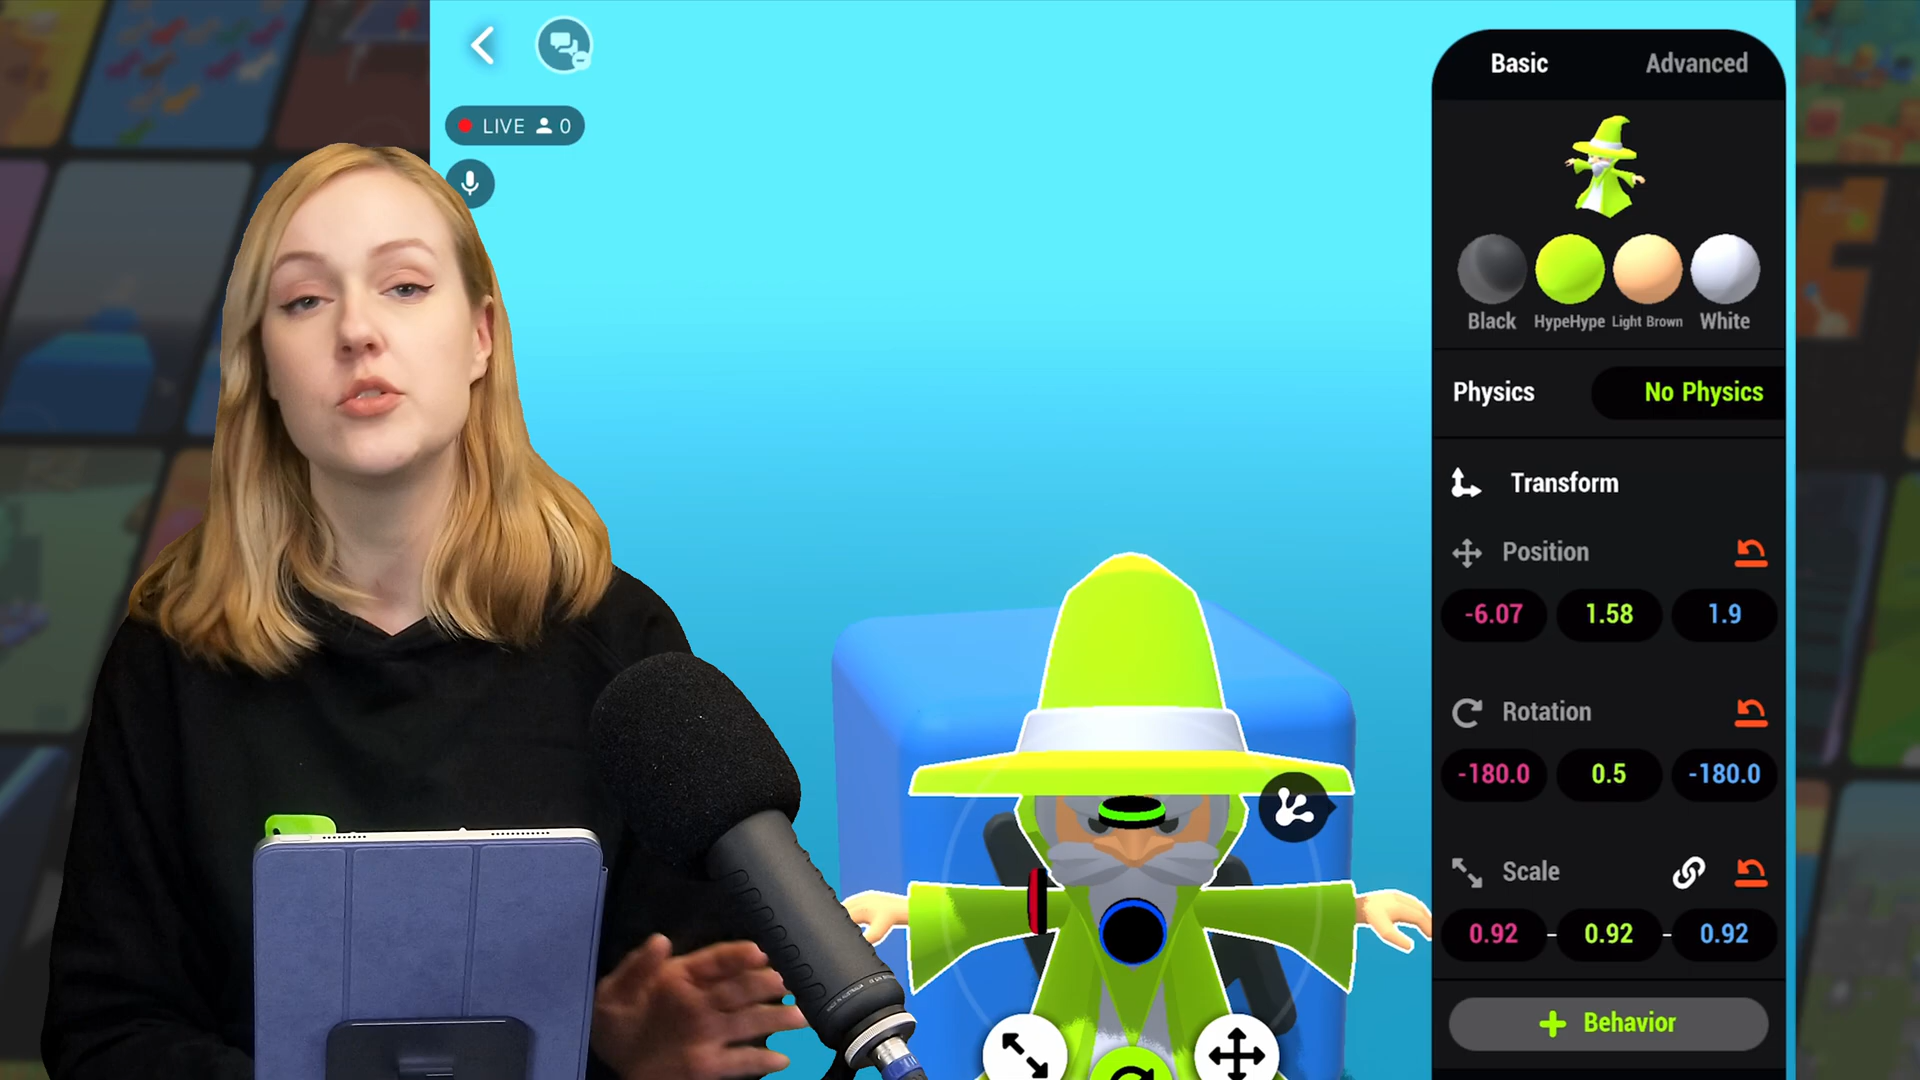 LIVE 0
Basic Advanced
Black HypeHype Light Brown White
Physics No Physics
Transform
Position
-6.07 1.58 1.9
Rotation
-180.0 0.5 -180.0
Scale
0.92 - 0.92 - 0.92
+ Behavior